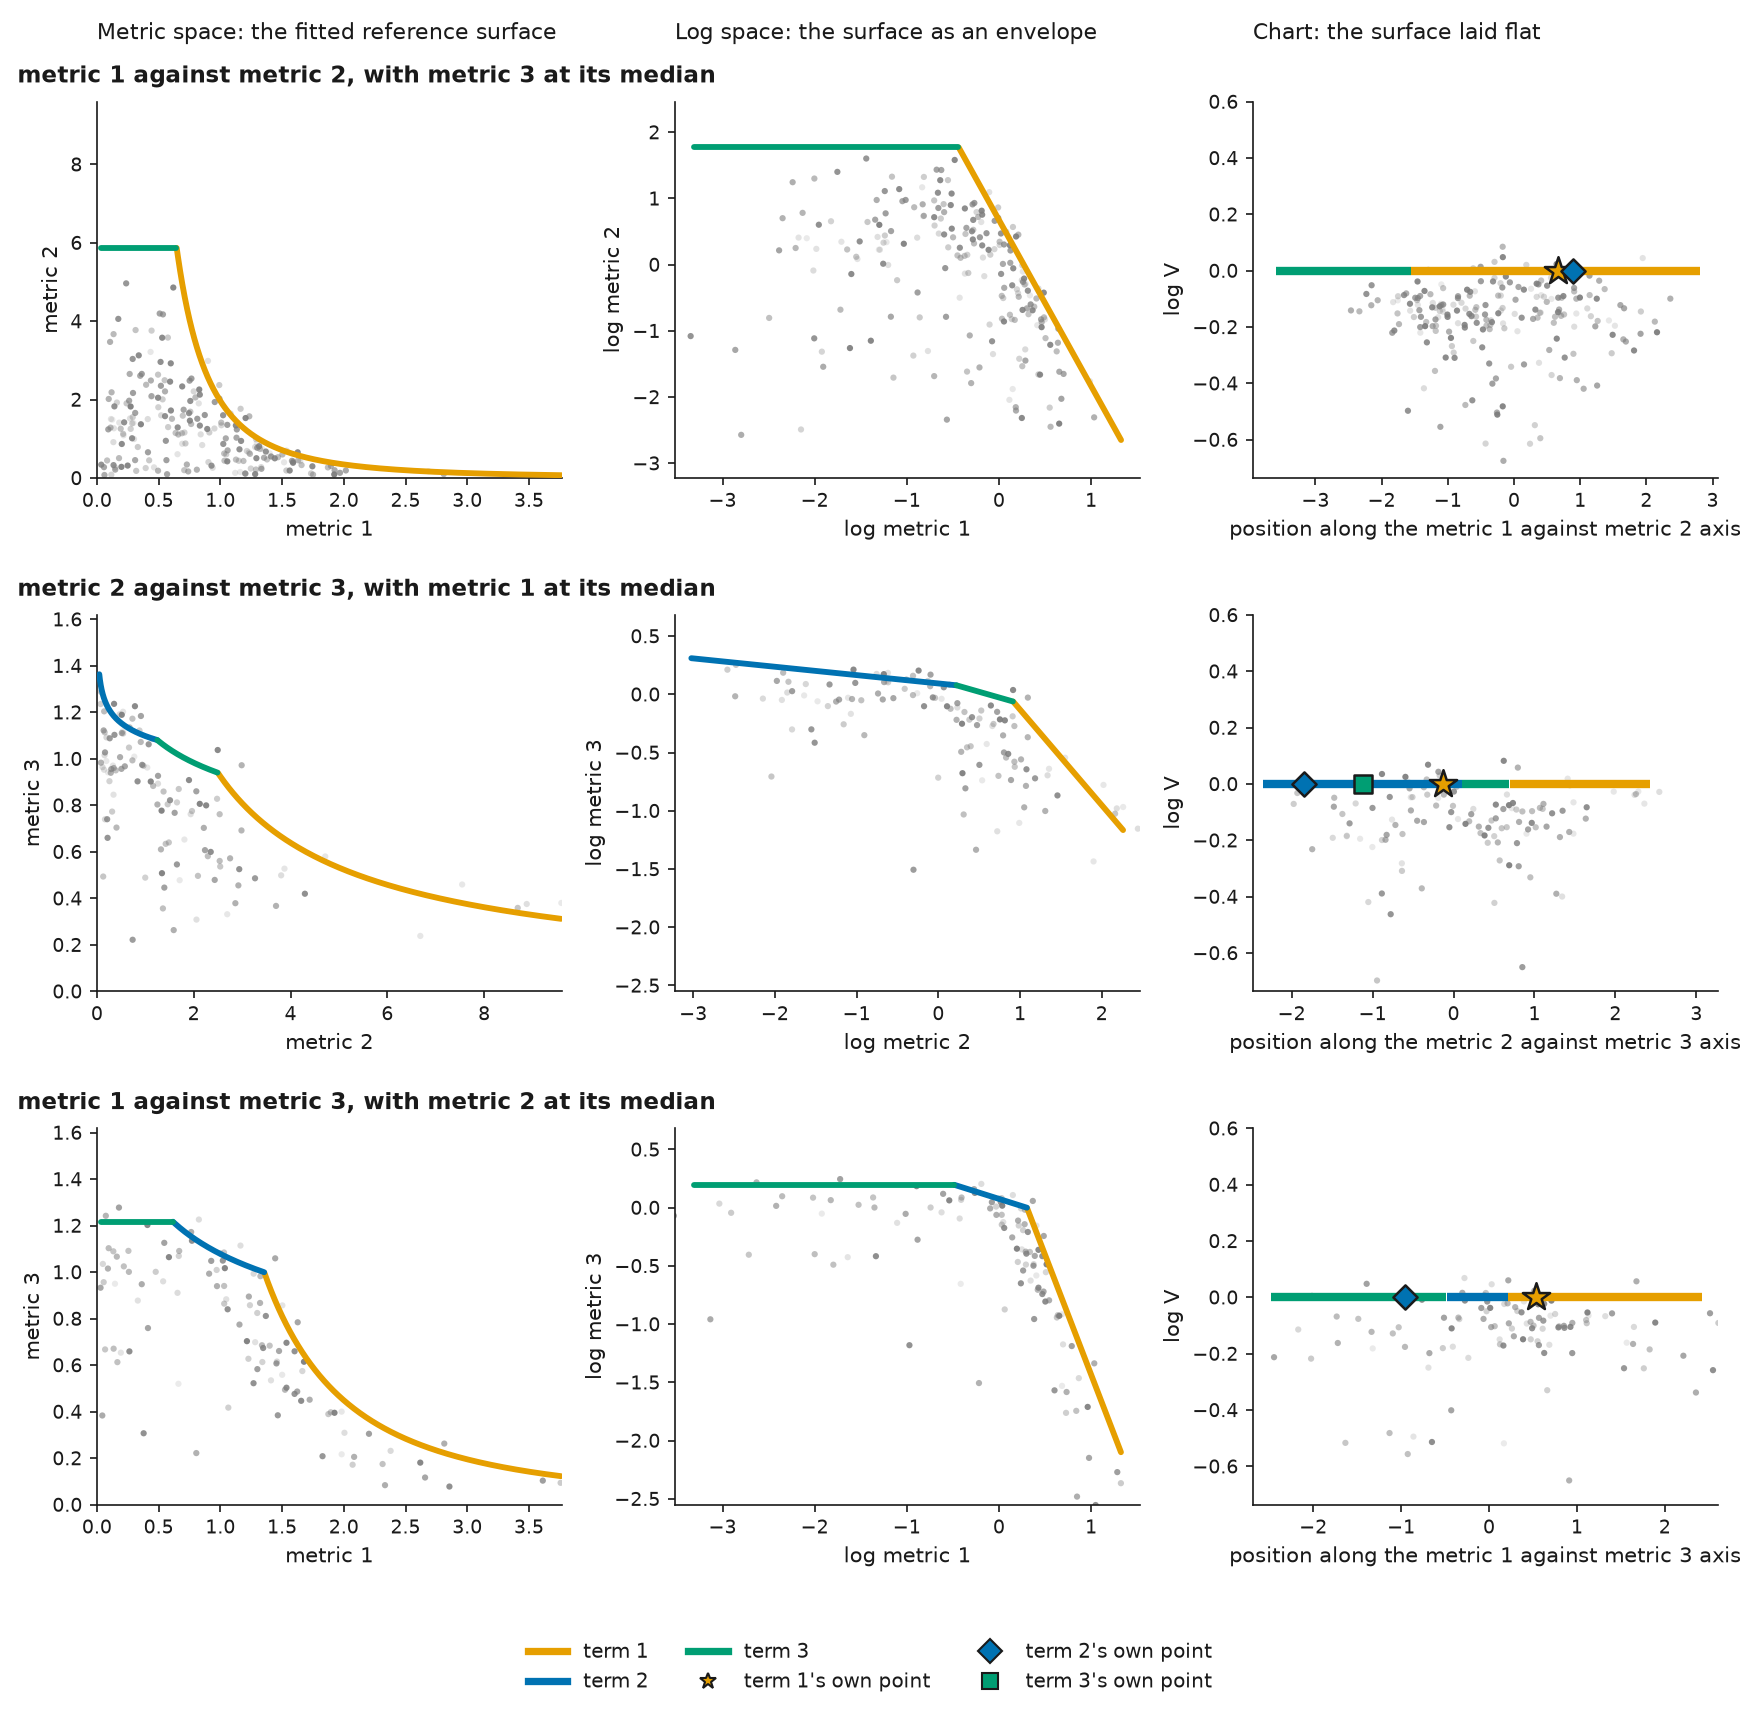 Metric space: the fitted reference surface
Log space: the surface as an envelope
Chart: the surface laid flat
metric 1 against metric 2, with metric 3 at its median
metric 2
8
6
4
2
0
0.0 0.5 1.0 1.5 2.0 2.5 3.0 3.5
metric 1
log metric 2
2
1
0
−1
−2
−3
−3 −2 −1 0 1
log metric 1
log V
0.6
0.4
0.2
0.0
−0.2
−0.4
−0.6
−3 −2 −1 0 1 2 3
position along the metric 1 against metric 2 axis
metric 2 against metric 3, with metric 1 at its median
metric 3
1.6
1.4
1.2
1.0
0.8
0.6
0.4
0.2
0.0
0 2 4 6 8
metric 2
log metric 3
0.5
0.0
−0.5
−1.0
−1.5
−2.0
−2.5
−3 −2 −1 0 1 2
log metric 2
log V
0.6
0.4
0.2
0.0
−0.2
−0.4
−0.6
−2 −1 0 1 2 3
position along the metric 2 against metric 3 axis
metric 1 against metric 3, with metric 2 at its median
metric 3
1.6
1.4
1.2
1.0
0.8
0.6
0.4
0.2
0.0
0.0 0.5 1.0 1.5 2.0 2.5 3.0 3.5
metric 1
log metric 3
0.5
0.0
−0.5
−1.0
−1.5
−2.0
−2.5
−3 −2 −1 0 1
log metric 1
log V
0.6
0.4
0.2
0.0
−0.2
−0.4
−0.6
−2 −1 0 1 2
position along the metric 1 against metric 3 axis
term 1
term 2
term 3
term 1's own point
term 2's own point
term 3's own point